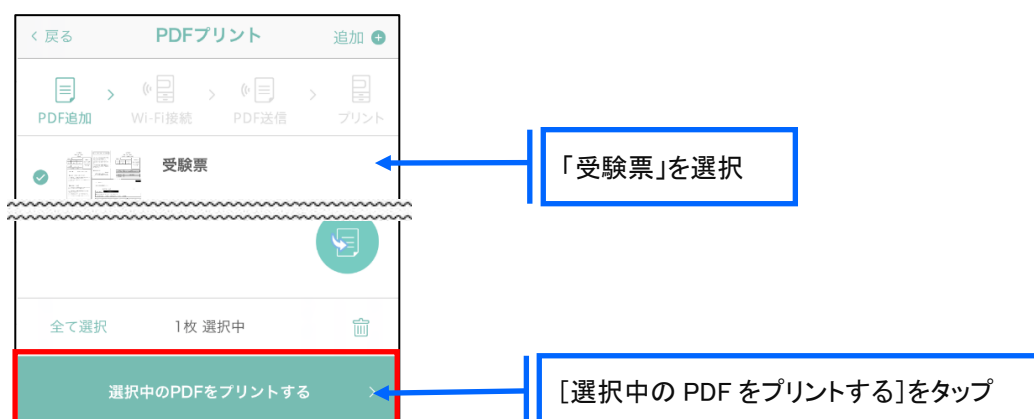 戻る PDFプリント 追加
PDF追加 Wi-Fi接続 PDF送信 プリント
受験票
「受験票」を選択
全て選択 1枚 選択中
選択中のPDFをプリントする
[選択中の PDF をプリントする]をタップ